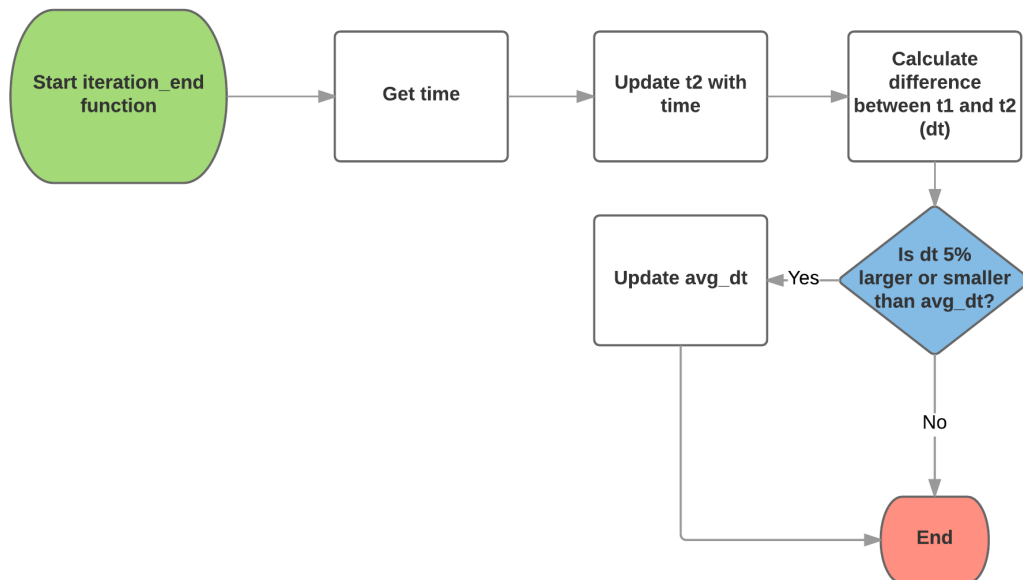 Start iteration_end
function
Get time
Update t2 with
time
Calculate
difference
between t1 and t2
(dt)
Is dt 5%
larger or smaller
than avg_dt?
Yes
Update avg_dt
No
End